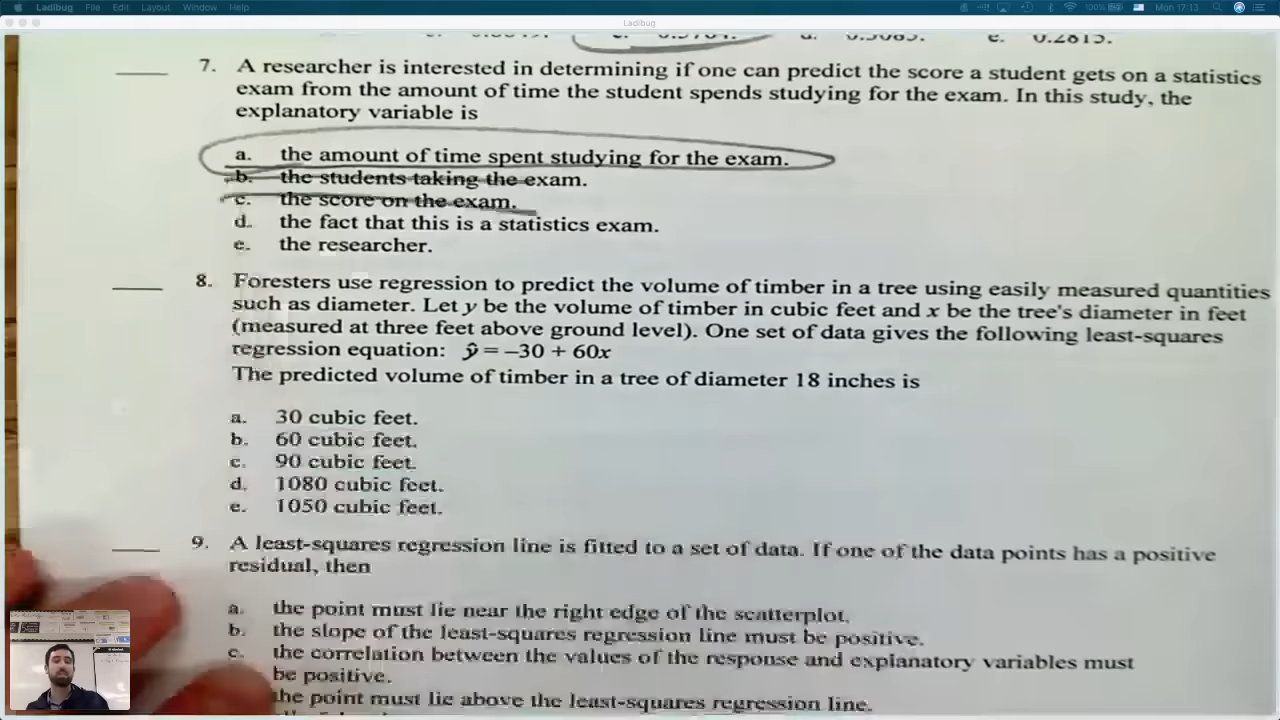 Ladibug File Edit Layout Window Help 100% Mon 17:13
Ladibug
e. 0.2815.
7. A researcher is interested in determining if one can predict the score a student gets on a statistics
exam from the amount of time the student spends studying for the exam. In this study, the
explanatory variable is
a. the amount of time spent studying for the exam.
b. the students taking the exam.
c. the score on the exam.
d. the fact that this is a statistics exam.
e. the researcher.
8. Foresters use regression to predict the volume of timber in a tree using easily measured quantities
such as diameter. Let y be the volume of timber in cubic feet and x be the tree's diameter in feet
(measured at three feet above ground level). One set of data gives the following least-squares
regression equation: ŷ = –30 + 60x
The predicted volume of timber in a tree of diameter 18 inches is
a. 30 cubic feet.
b. 60 cubic feet.
c. 90 cubic feet.
d. 1080 cubic feet.
e. 1050 cubic feet.
9. A least-squares regression line is fitted to a set of data. If one of the data points has a positive
residual, then
a. the point must lie near the right edge of the scatterplot.
b. the slope of the least-squares regression line must be positive.
c. the correlation between the values of the response and explanatory variables must
be positive.
the point must lie above the least-squares regression line.